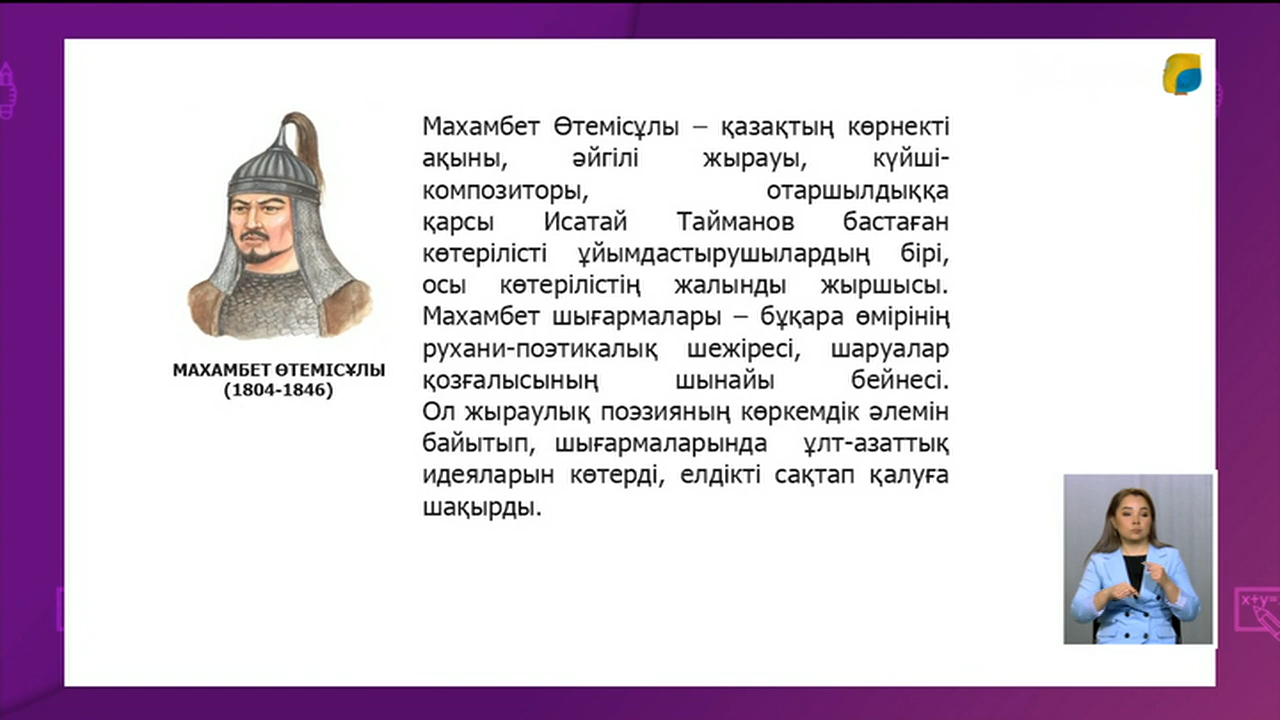 Махамбет Өтемісұлы – қазақтың көрнекті
ақыны, әйгілі жырауы, күйші-
композиторы, отаршылдыққа
қарсы Исатай Тайманов бастаған
көтерілісті ұйымдастырушылардың бірі,
осы көтерілістің жалынды жыршысы.
Махамбет шығармалары – бұқара өмірінің
рухани-поэтикалық шежіресі, шаруалар
қозғалысының шынайы бейнесі.
Ол жыраулық поэзияның көркемдік әлемін
байытып, шығармаларында ұлт-азаттық
идеяларын көтерді, елдікті сақтап қалуға
шақырды.
МАХАМБЕТ ӨТЕМІСҰЛЫ
(1804-1846)
x+y=